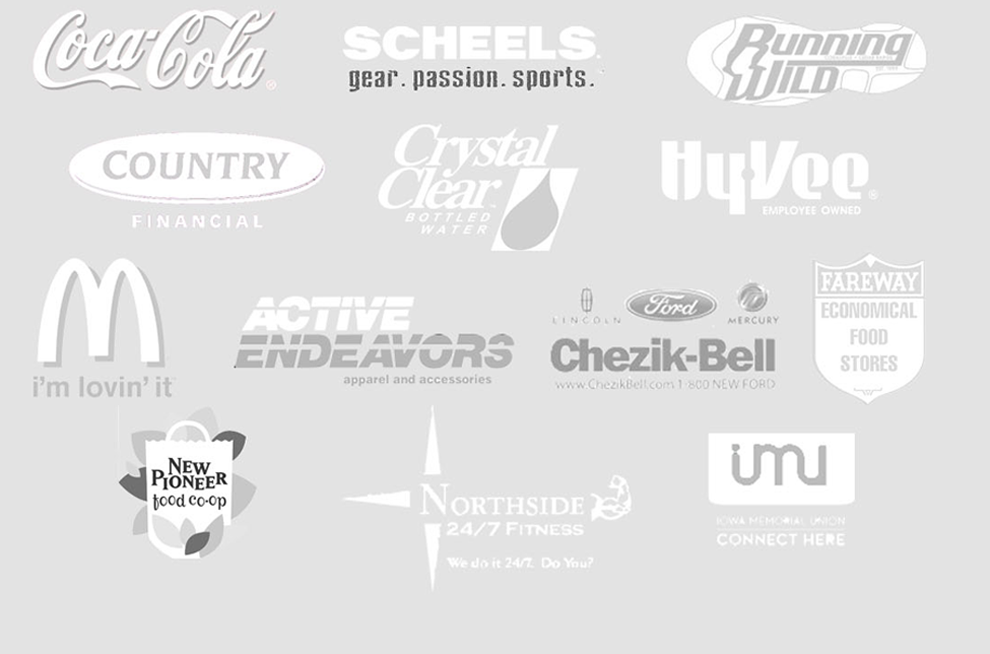 Coca-Cola
SCHEELS
gear. passion. sports.
Running
Wild
COUNTRY
FINANCIAL
Crystal
Clear
BOTTLED
WATER
HyVee
EMPLOYEE OWNED
i'm lovin' it
ACTIVE
ENDEAVORS
apparel and accessories
LINCOLN
Ford
MERCURY
Chezik-Bell
www.ChezikBell.com 1-800 NEW FORD
FAREWAY
ECONOMICAL
FOOD
STORES
NEW
PIONEER
food co-op
NORTHSIDE
24/7 FITNESS
We do it 24/7. Do You?
imu
IOWA MEMORIAL UNION
CONNECT HERE